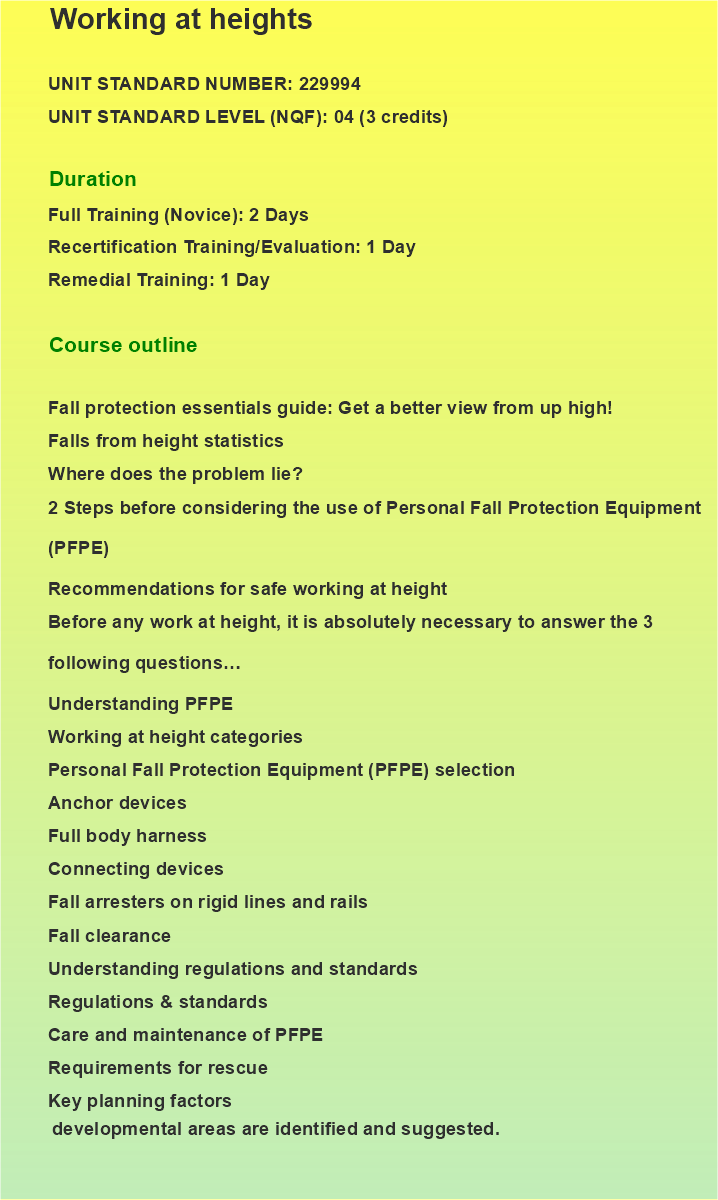 Working at heights
UNIT STANDARD NUMBER: 229994
UNIT STANDARD LEVEL (NQF): 04 (3 credits)
Duration
Full Training (Novice): 2 Days
Recertification Training/Evaluation: 1 Day
Remedial Training: 1 Day
Course outline
Fall protection essentials guide: Get a better view from up high!
Falls from height statistics
Where does the problem lie?
2 Steps before considering the use of Personal Fall Protection Equipment
(PFPE)
Recommendations for safe working at height
Before any work at height, it is absolutely necessary to answer the 3
following questions…
Understanding PFPE
Working at height categories
Personal Fall Protection Equipment (PFPE) selection
Anchor devices
Full body harness
Connecting devices
Fall arresters on rigid lines and rails
Fall clearance
Understanding regulations and standards
Regulations & standards
Care and maintenance of PFPE
Requirements for rescue
Key planning factors
developmental areas are identified and suggested.